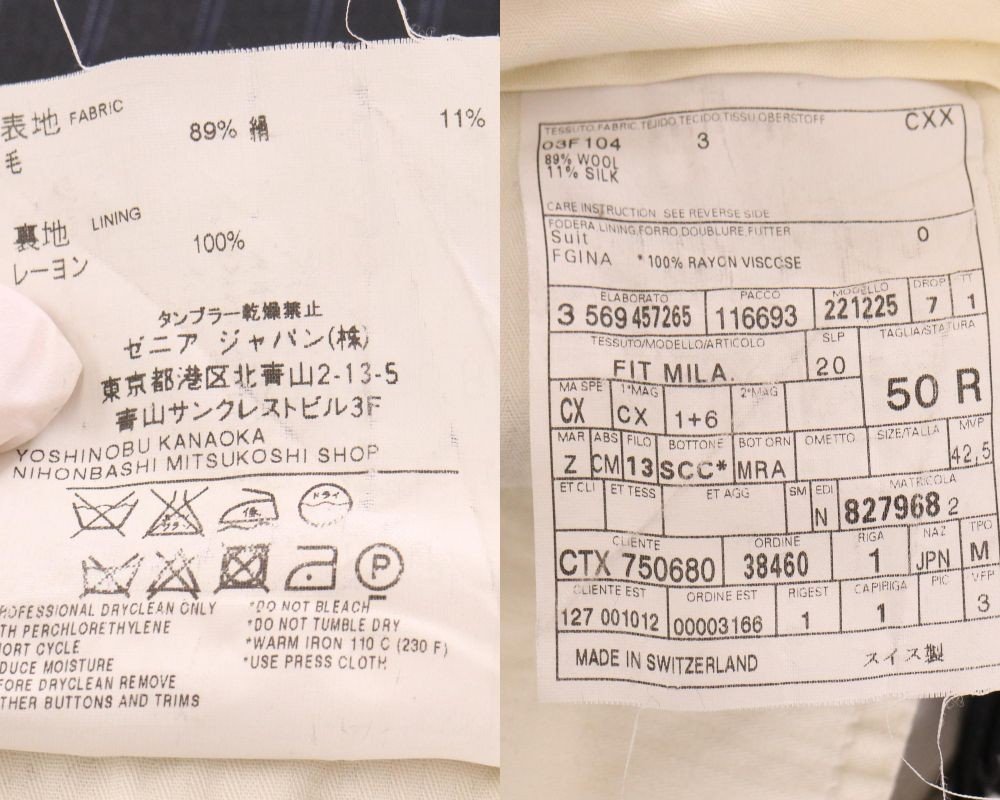 表地 FABRIC
毛 89% 絹 11%
裏地 LINING
レーヨン 100%
タンブラー乾燥禁止
ゼニア ジャパン(株)
東京都港区北青山2-13-5
青山サンクレストビル3F
YOSHINOBU KANAOKA
NIHONBASHI MITSUKOSHI SHOP
ドライ
低
P
ROFESSIONAL DRYCLEAN ONLY
TH PERCHLORETHYLENE
ORT CYCLE
DUCE MOISTURE
FORE DRYCLEAN REMOVE
THER BUTTONS AND TRIMS
*DO NOT BLEACH
*DO NOT TUMBLE DRY
*WARM IRON 110 C (230 F)
*USE PRESS CLOTH
TESSUTO,FABRIC,TEJIDO,TECIDO,TISSU,OBERSTOFF CXX
03F104 3
89% WOOL
11% SILK
CARE INSTRUCTION SEE REVERSE SIDE
FODERA,LINING,FORRO,DOUBLURE,FUTTER
Suit 0
FGINA *100% RAYON VISCOSE
ELABORATO PACCO MODELLO DROP TT
3 569 457265 116693 221225 7 1
TESSUTO/MODELLO/ARTICOLO SLP TAGLIA/STATURA
FIT MILA. 20 50 R
MA SPE 1°MAG 2°MAG
CX CX 1+6
MAR ABS FILO BOTTONE BOT ORN OMETTO SIZE/TALLA MVP
Z CM 13 SCC* MRA 42,5
ET CLI ET TESS ET AGG SM EDI MATRICOLA
N 827968 2
CLIENTE ORDINE RIGA NAZ TPO
CTX 750680 38460 1 JPN M
CLIENTE EST ORDINE EST RIGEST CAPIRIGA PIC VFP
127 001012 00003166 1 1 3
MADE IN SWITZERLAND スイス製